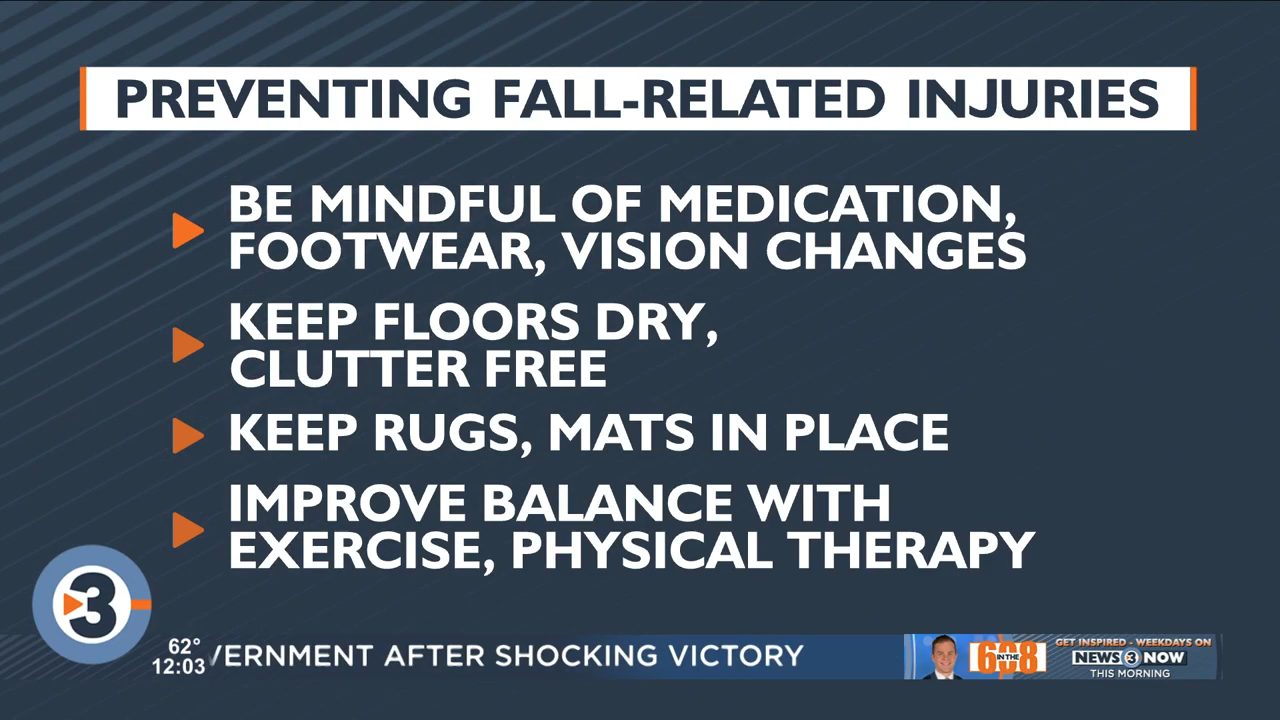 PREVENTING FALL-RELATED INJURIES
BE MINDFUL OF MEDICATION,
FOOTWEAR, VISION CHANGES
KEEP FLOORS DRY,
CLUTTER FREE
KEEP RUGS, MATS IN PLACE
IMPROVE BALANCE WITH
EXERCISE, PHYSICAL THERAPY
3
62°
12:03
VERNMENT AFTER SHOCKING VICTORY
608
IN THE
GET INSPIRED - WEEKDAYS ON
NEWS 3 NOW
THIS MORNING